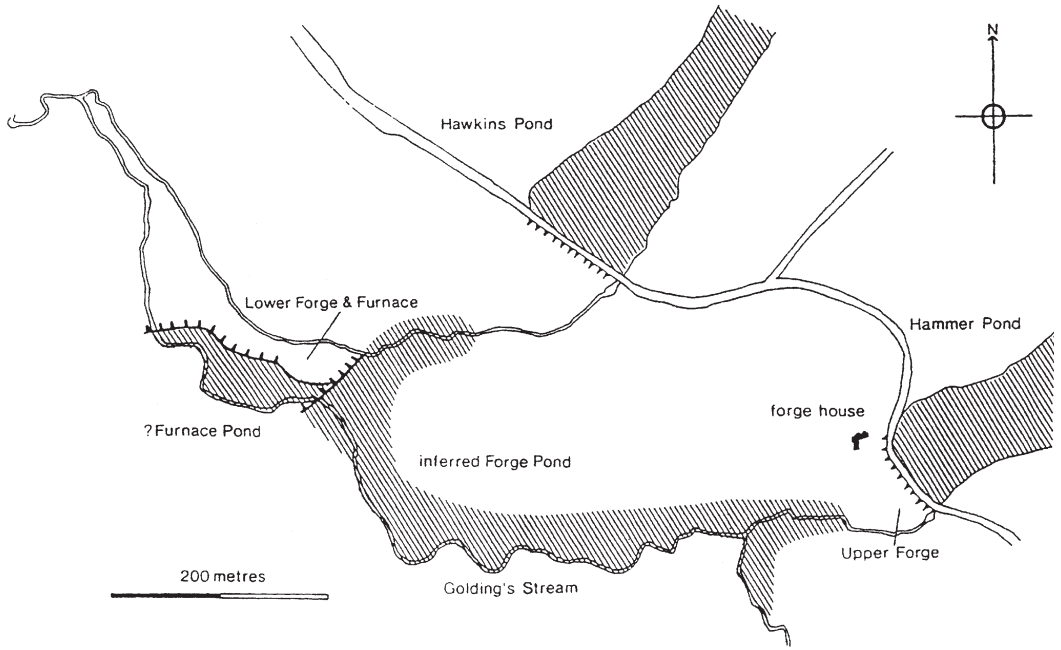 N
Hawkins Pond
Lower Forge & Furnace
Hammer Pond
forge house
?Furnace Pond
inferred Forge Pond
Upper Forge
200 metres
Golding's Stream